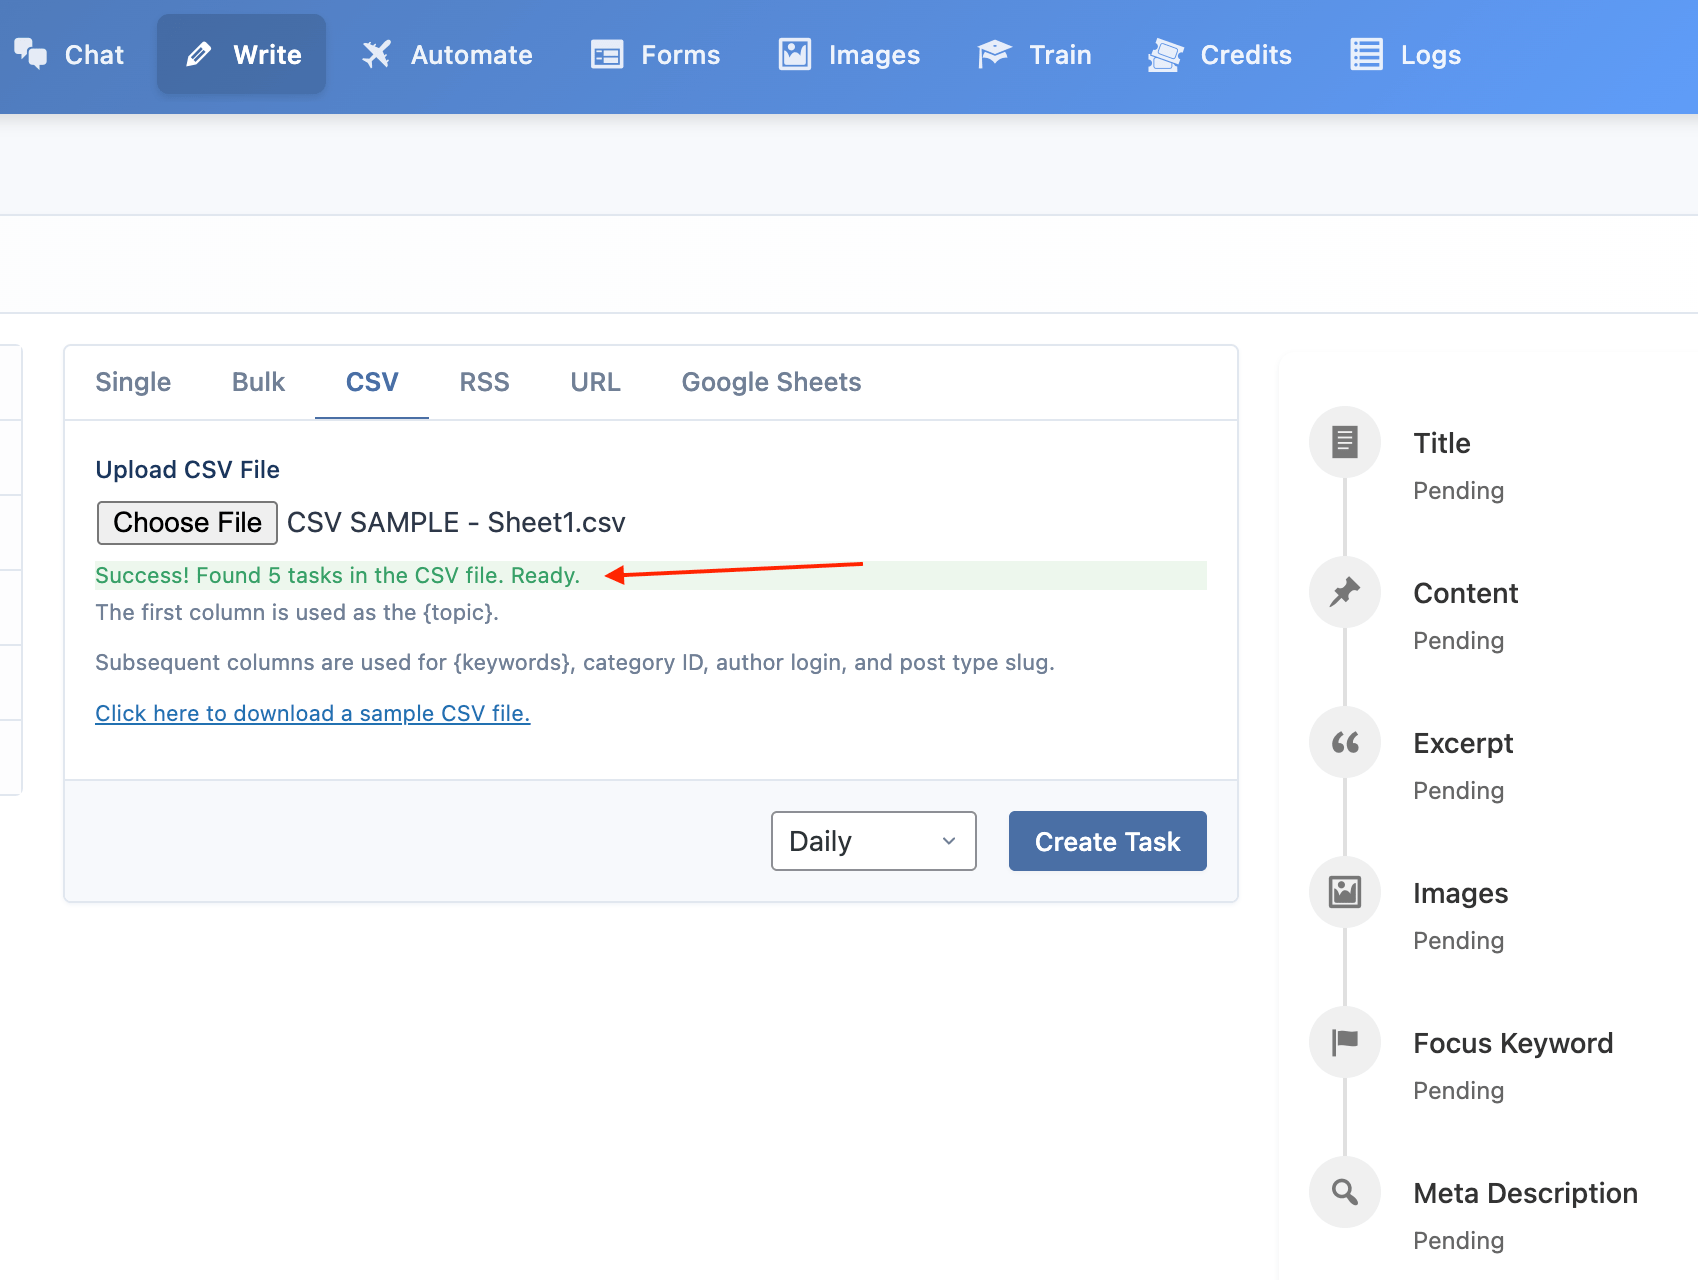 Chat Write Automate Forms Images Train Credits Logs
Single Bulk CSV RSS URL Google Sheets
Upload CSV File
Choose File CSV SAMPLE - Sheet1.csv
Success! Found 5 tasks in the CSV file. Ready.
The first column is used as the {topic}.
Subsequent columns are used for {keywords}, category ID, author login, and post type slug.
Click here to download a sample CSV file.
Daily Create Task
Title
Pending
Content
Pending
Excerpt
Pending
Images
Pending
Focus Keyword
Pending
Meta Description
Pending